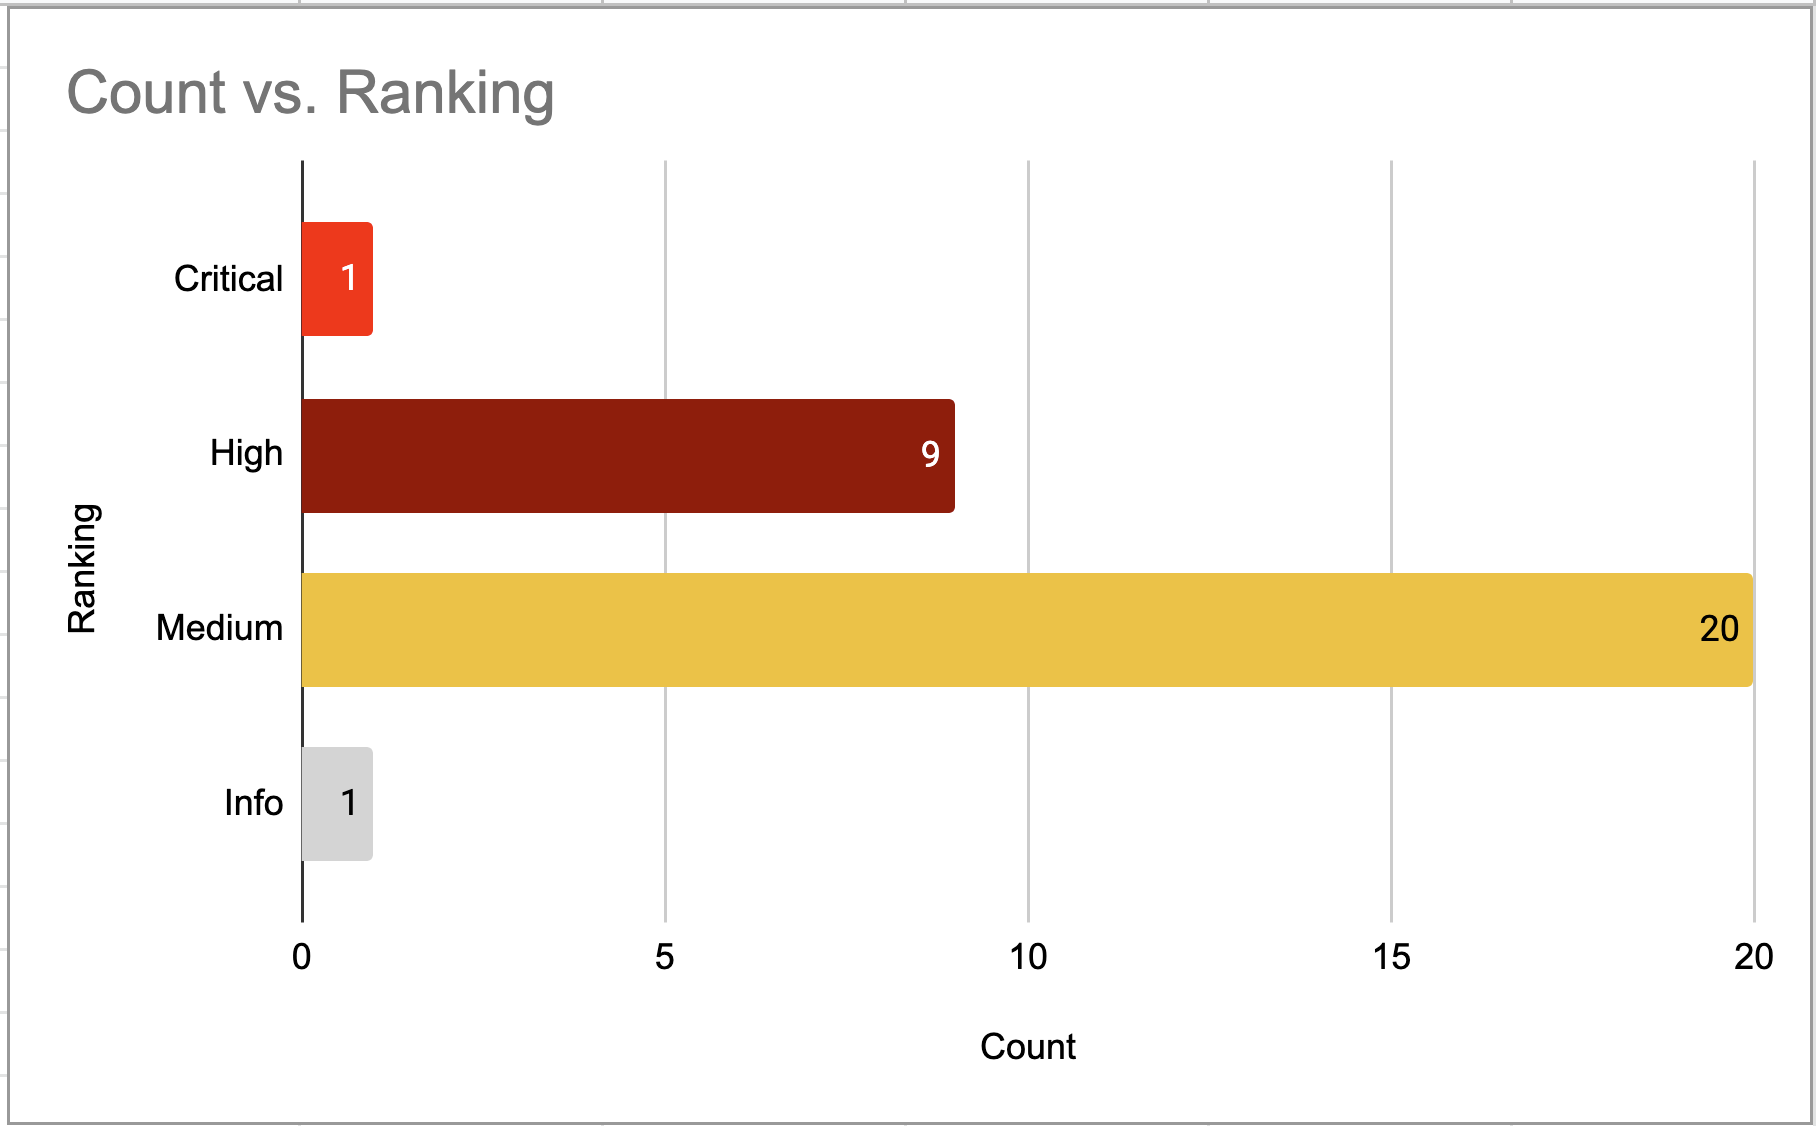 Count vs. Ranking
Ranking
Critical
1
High
9
Medium
20
Info
1
0 5 10 15 20
Count